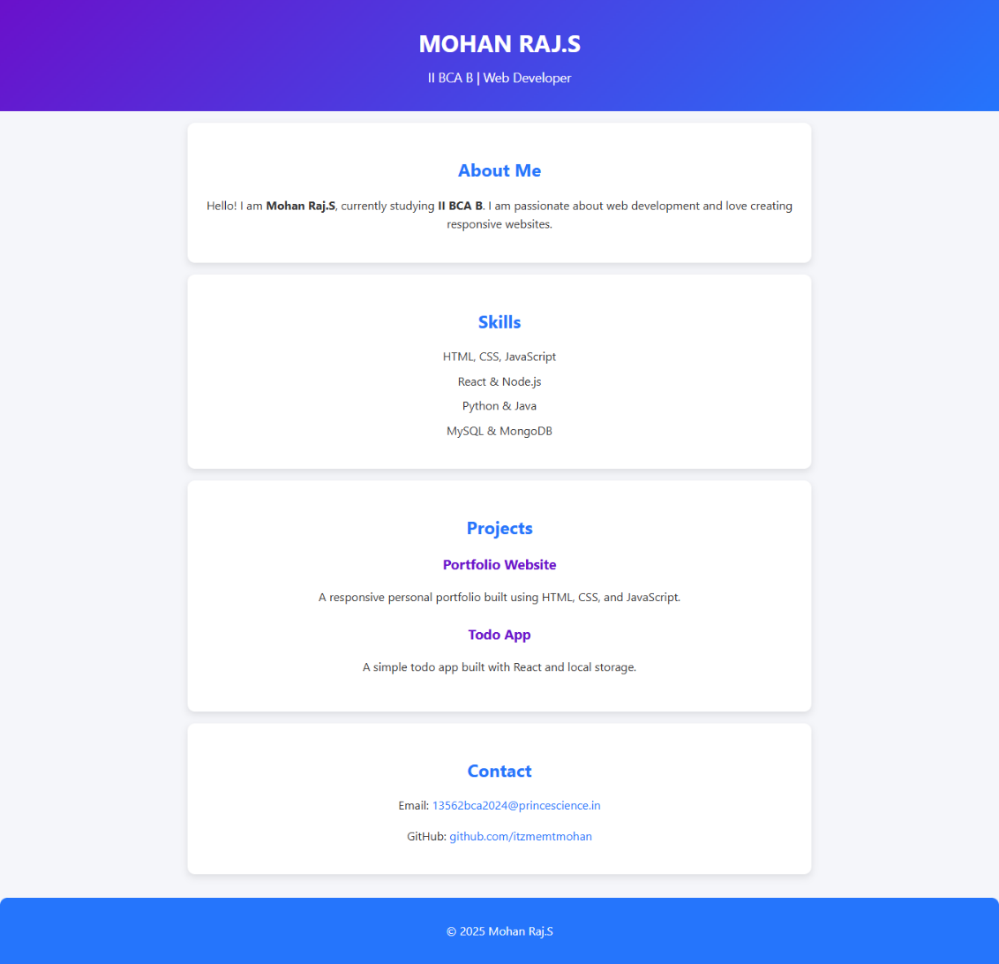 MOHAN RAJ.S
II BCA B | Web Developer
About Me
Hello! I am Mohan Raj.S, currently studying II BCA B. I am passionate about web development and love creating
responsive websites.
Skills
HTML, CSS, JavaScript
React & Node.js
Python & Java
MySQL & MongoDB
Projects
Portfolio Website
A responsive personal portfolio built using HTML, CSS, and JavaScript.
Todo App
A simple todo app built with React and local storage.
Contact
Email: 13562bca2024@princescience.in
GitHub: github.com/itzmemtmohan
© 2025 Mohan Raj.S